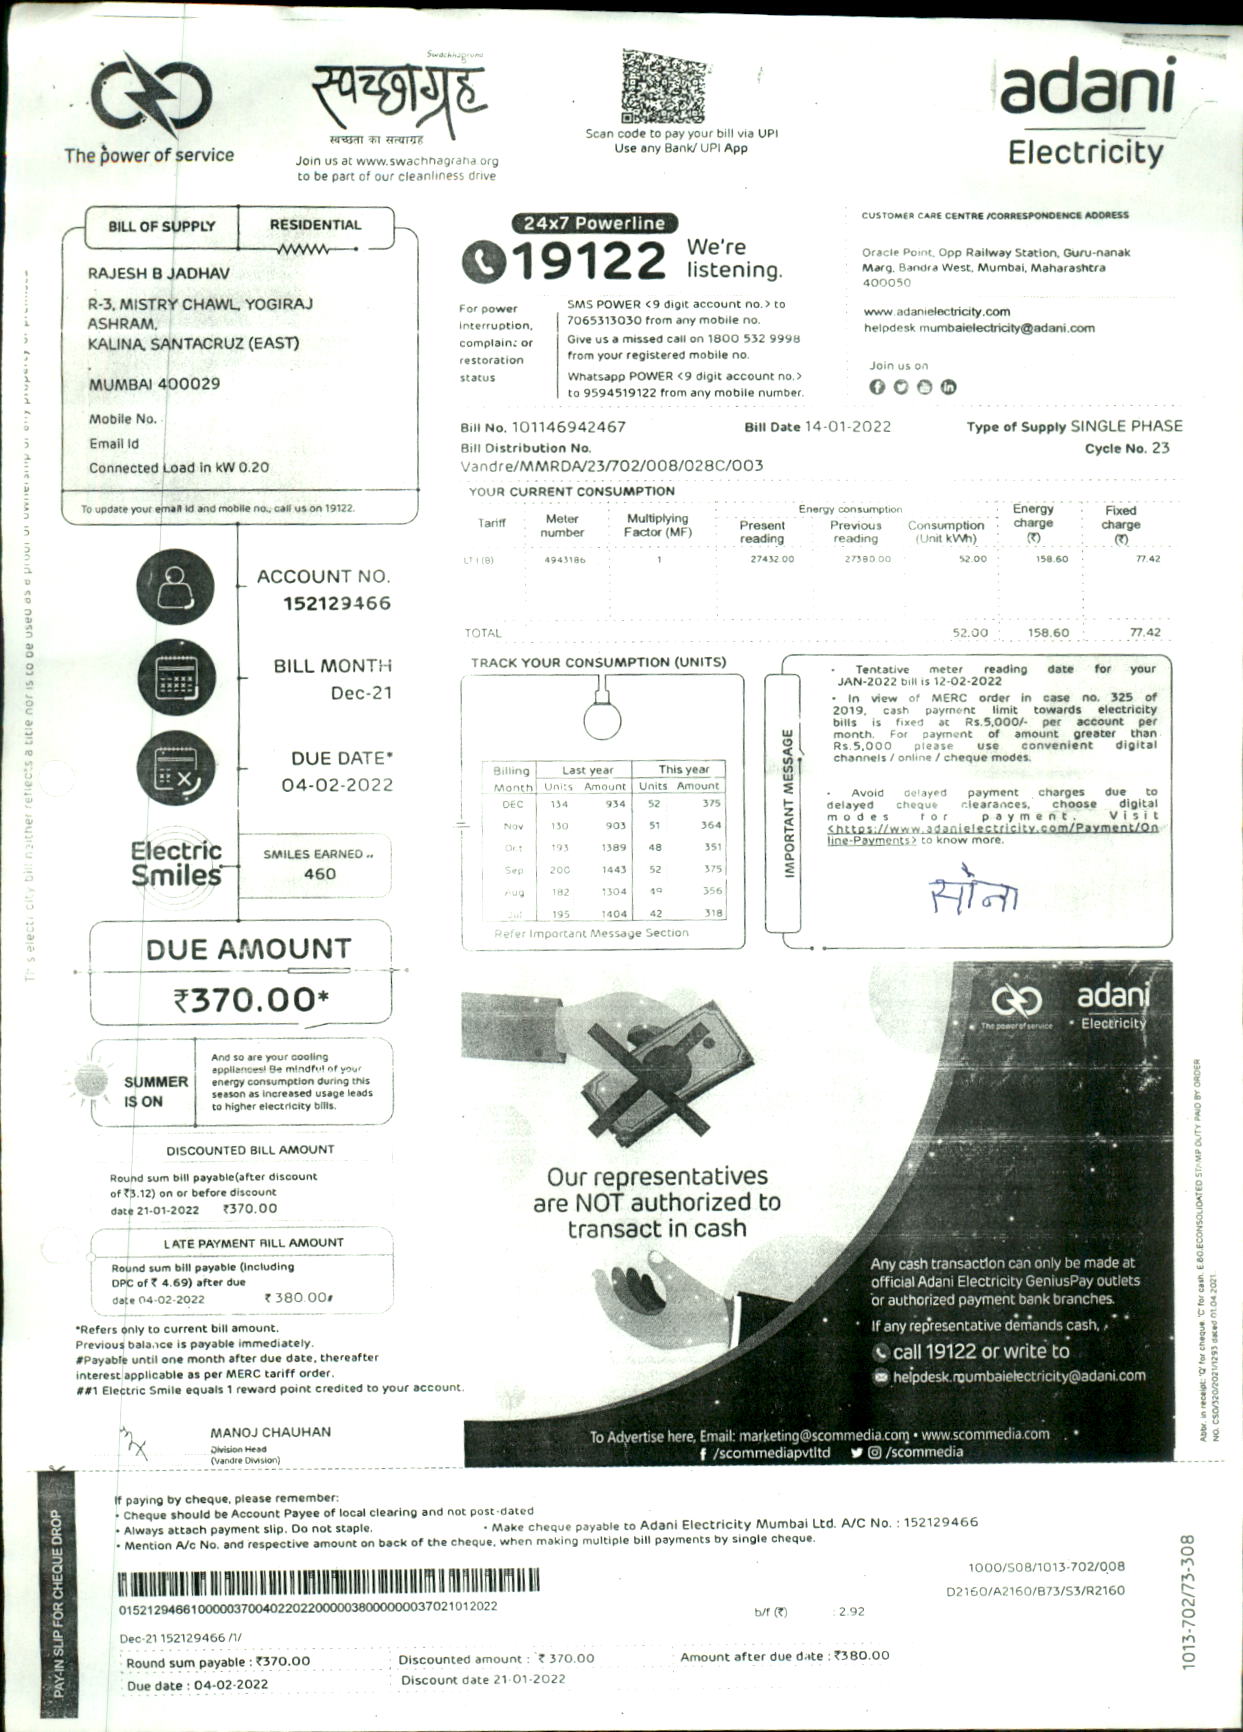 Swachhagraha
स्वच्छाग्रह
स्वच्छता का सत्याग्रह
The power of service
Join us at www.swachhagraha.org
to be part of our cleanliness drive
Scan code to pay your bill via UPI
Use any Bank/ UPI App
adani
Electricity
BILL OF SUPPLY
RESIDENTIAL
RAJESH B JADHAV
R-3, MISTRY CHAWL, YOGIRAJ
ASHRAM,
KALINA, SANTACRUZ (EAST)
.
MUMBAI 400029
Mobile No.
Email Id
Connected Load in kW 0.20
To update your email id and mobile no., call us on 19122.
24x7 Powerline
19122 We're
listening.
For power
interruption,
complaint or
restoration
status
SMS POWER <9 digit account no.> to
7065313030 from any mobile no.
Give us a missed call on 1800 532 9998
from your registered mobile no.
Whatsapp POWER <9 digit account no.>
to 9594519122 from any mobile number.
CUSTOMER CARE CENTRE /CORRESPONDENCE ADDRESS
Oracle Point, Opp Railway Station, Guru-nanak
Marg, Bandra West, Mumbai, Maharashtra
400050
www.adanielectricity.com
helpdesk mumbaielectricity@adani.com
Join us on
Bill No. 101146942467 Bill Date 14-01-2022 Type of Supply SINGLE PHASE
Bill Distribution No. Cycle No. 23
Vandre/MMRDA/23/702/008/028C/003
YOUR CURRENT CONSUMPTION
Tariff Meter number Multiplying Factor (MF) Energy consumption Present reading Previous reading Consumption (Unit kWh) Energy charge (₹) Fixed charge (₹)
LT I (B) 4943186 1 27432.00 27380.00 52.00 158.60 77.42
TOTAL 52.00 158.60 77.42
ACCOUNT NO.
152129466
BILL MONTH
Dec-21
DUE DATE*
04-02-2022
Electric
Smiles
SMILES EARNED ..
460
DUE AMOUNT
₹370.00*
SUMMER
IS ON
And so are your cooling
appliances! Be mindful of your
energy consumption during this
season as increased usage leads
to higher electricity bills.
DISCOUNTED BILL AMOUNT
Round sum bill payable(after discount
of ₹3.12) on or before discount
date 21-01-2022 ₹370.00
LATE PAYMENT BILL AMOUNT
Round sum bill payable (including
DPC of ₹ 4.69) after due
date 04-02-2022 ₹ 380.00#
*Refers only to current bill amount.
Previous balance is payable immediately.
#Payable until one month after due date, thereafter
interest applicable as per MERC tariff order.
##1 Electric Smile equals 1 reward point credited to your account.
MANOJ CHAUHAN
Division Head
(Vandre Division)
TRACK YOUR CONSUMPTION (UNITS)
Billing Last year This year
Month Units Amount Units Amount
DEC 134 934 52 375
Nov 130 903 51 364
Oct 193 1389 48 351
Sep 200 1443 52 375
Aug 182 1304 49 356
Jul 195 1404 42 318
Refer Important Message Section
IMPORTANT MESSAGE
• Tentative meter reading date for your
JAN-2022 bill is 12-02-2022
• In view of MERC order in case no. 325 of
2019, cash payment limit towards electricity
bills is fixed at Rs.5,000/- per account per
month. For payment of amount greater than
Rs.5,000 please use convenient digital
channels / online / cheque modes.
• Avoid delayed payment charges due to
delayed cheque clearances, choose digital
modes for payment. Visit
<https://www.adanielectricity.com/Payment/On
line-Payments> to know more.
सोना
adani
Electricity
The power of service
Our representatives
are NOT authorized to
transact in cash
Any cash transaction can only be made at
official Adani Electricity GeniusPay outlets
or authorized payment bank branches.
If any representative demands cash,
call 19122 or write to
helpdesk.mumbaielectricity@adani.com
To Advertise here, Email: marketing@scommedia.com • www.scommedia.com
/scommediapvtltd /scommedia
PAY-IN SLIP FOR CHEQUE DROP
If paying by cheque, please remember:
• Cheque should be Account Payee of local clearing and not post-dated
• Always attach payment slip. Do not staple. • Make cheque payable to Adani Electricity Mumbai Ltd. A/C No. : 152129466
• Mention A/c No. and respective amount on back of the cheque, when making multiple bill payments by single cheque.
1000/S08/1013-702/008
D2160/A2160/B73/S3/R2160
b/f (₹) : 2.92
Dec-21 152129466 /1/
Round sum payable : ₹370.00 Discounted amount : ₹ 370.00 Amount after due date : ₹380.00
Due date : 04-02-2022 Discount date 21-01-2022
1013-702/73-308